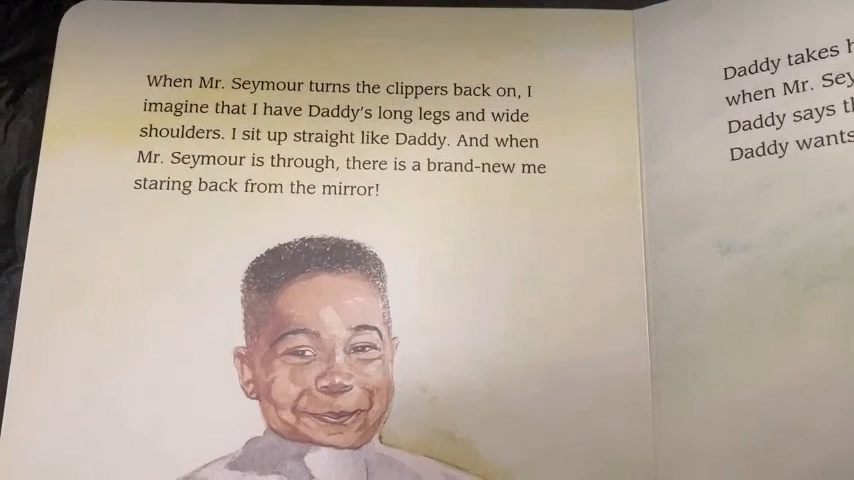 When Mr. Seymour turns the clippers back on, I
imagine that I have Daddy's long legs and wide
shoulders. I sit up straight like Daddy. And when
Mr. Seymour is through, there is a brand-new me
staring back from the mirror!
Daddy takes
when Mr.
Daddy says
Daddy wants